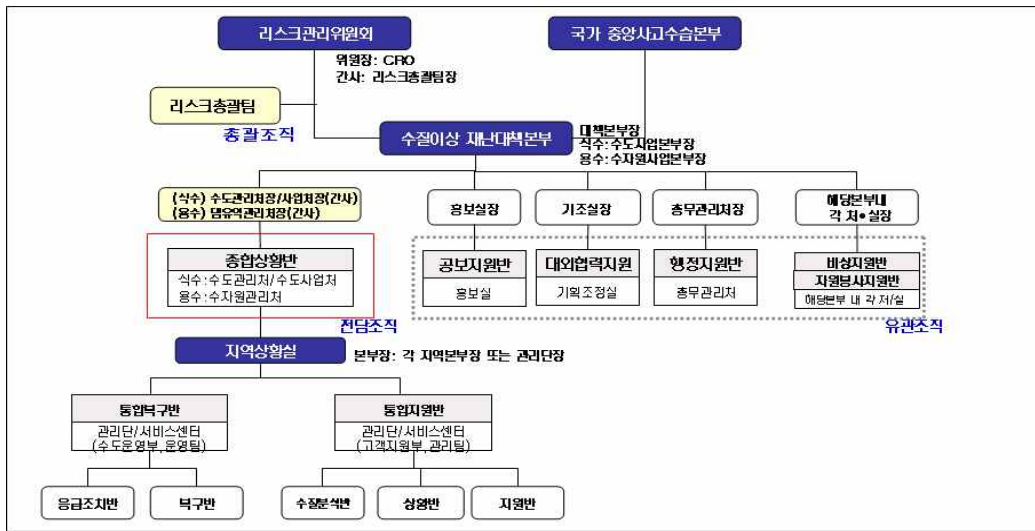 리스크관리위원회
국가 중앙사고수습본부
위원장: CRO
간사: 리스크총괄팀장
리스크총괄팀
총괄조직
수질이상 재난대책본부
대책본부장
식수:수도사업본부장
용수:수자원사업본부장
(식수) 수도관리처장/사업처장(간사)
(용수) 댐유역관리처장(간사)
홍보실장
기조실장
총무관리처장
해당본부내
각 처•실장
종합상황반
식수:수도관리처/수도사업처
용수:수자원관리처
공보지원반
홍보실
대외협력지원
기획조정실
행정지원반
총무관리처
비상지원반
자원봉사지원반
해당본부 내 각 처/실
전담조직
유관조직
지역상황실
본부장: 각 지역본부장 또는 관리단장
통합복구반
관리단/서비스센터
(수도운영부,운영팀)
통합지원반
관리단/서비스센터
(고객지원부,관리팀)
응급조치반
복구반
수질분석반
상황반
지원반